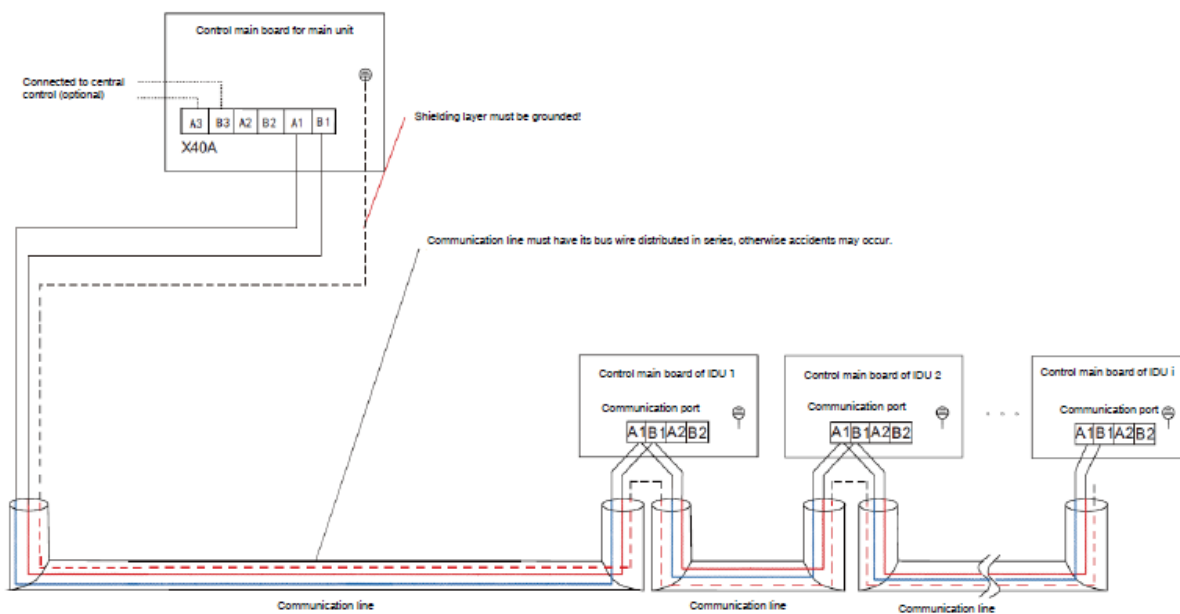 Control main board for main unit
Connected to central
control (optional)
A3 B3 A2 B2 A1 B1
X40A
Shielding layer must be grounded!
Communication line must have its bus wire distributed in series, otherwise accidents may occur.
Control main board of IDU 1
Communication port
A1 B1 A2 B2
Control main board of IDU 2
Communication port
A1 B1 A2 B2
. . .
Control main board of IDU i
Communication port
A1 B1 A2 B2
Communication line
Communication line
Communication line